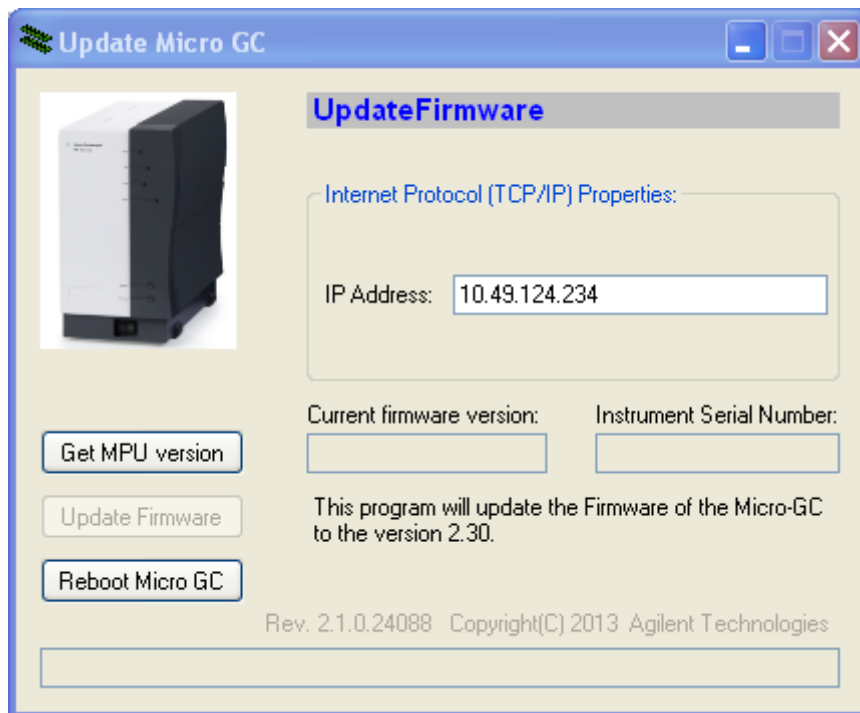 Update Micro GC
UpdateFirmware
Internet Protocol (TCP/IP) Properties:
IP Address: 10.49.124.234
Current firmware version: Instrument Serial Number:
Get MPU version
This program will update the Firmware of the Micro-GC
to the version 2.30.
Update Firmware
Reboot Micro GC
Rev. 2.1.0.24088 Copyright(C) 2013 Agilent Technologies